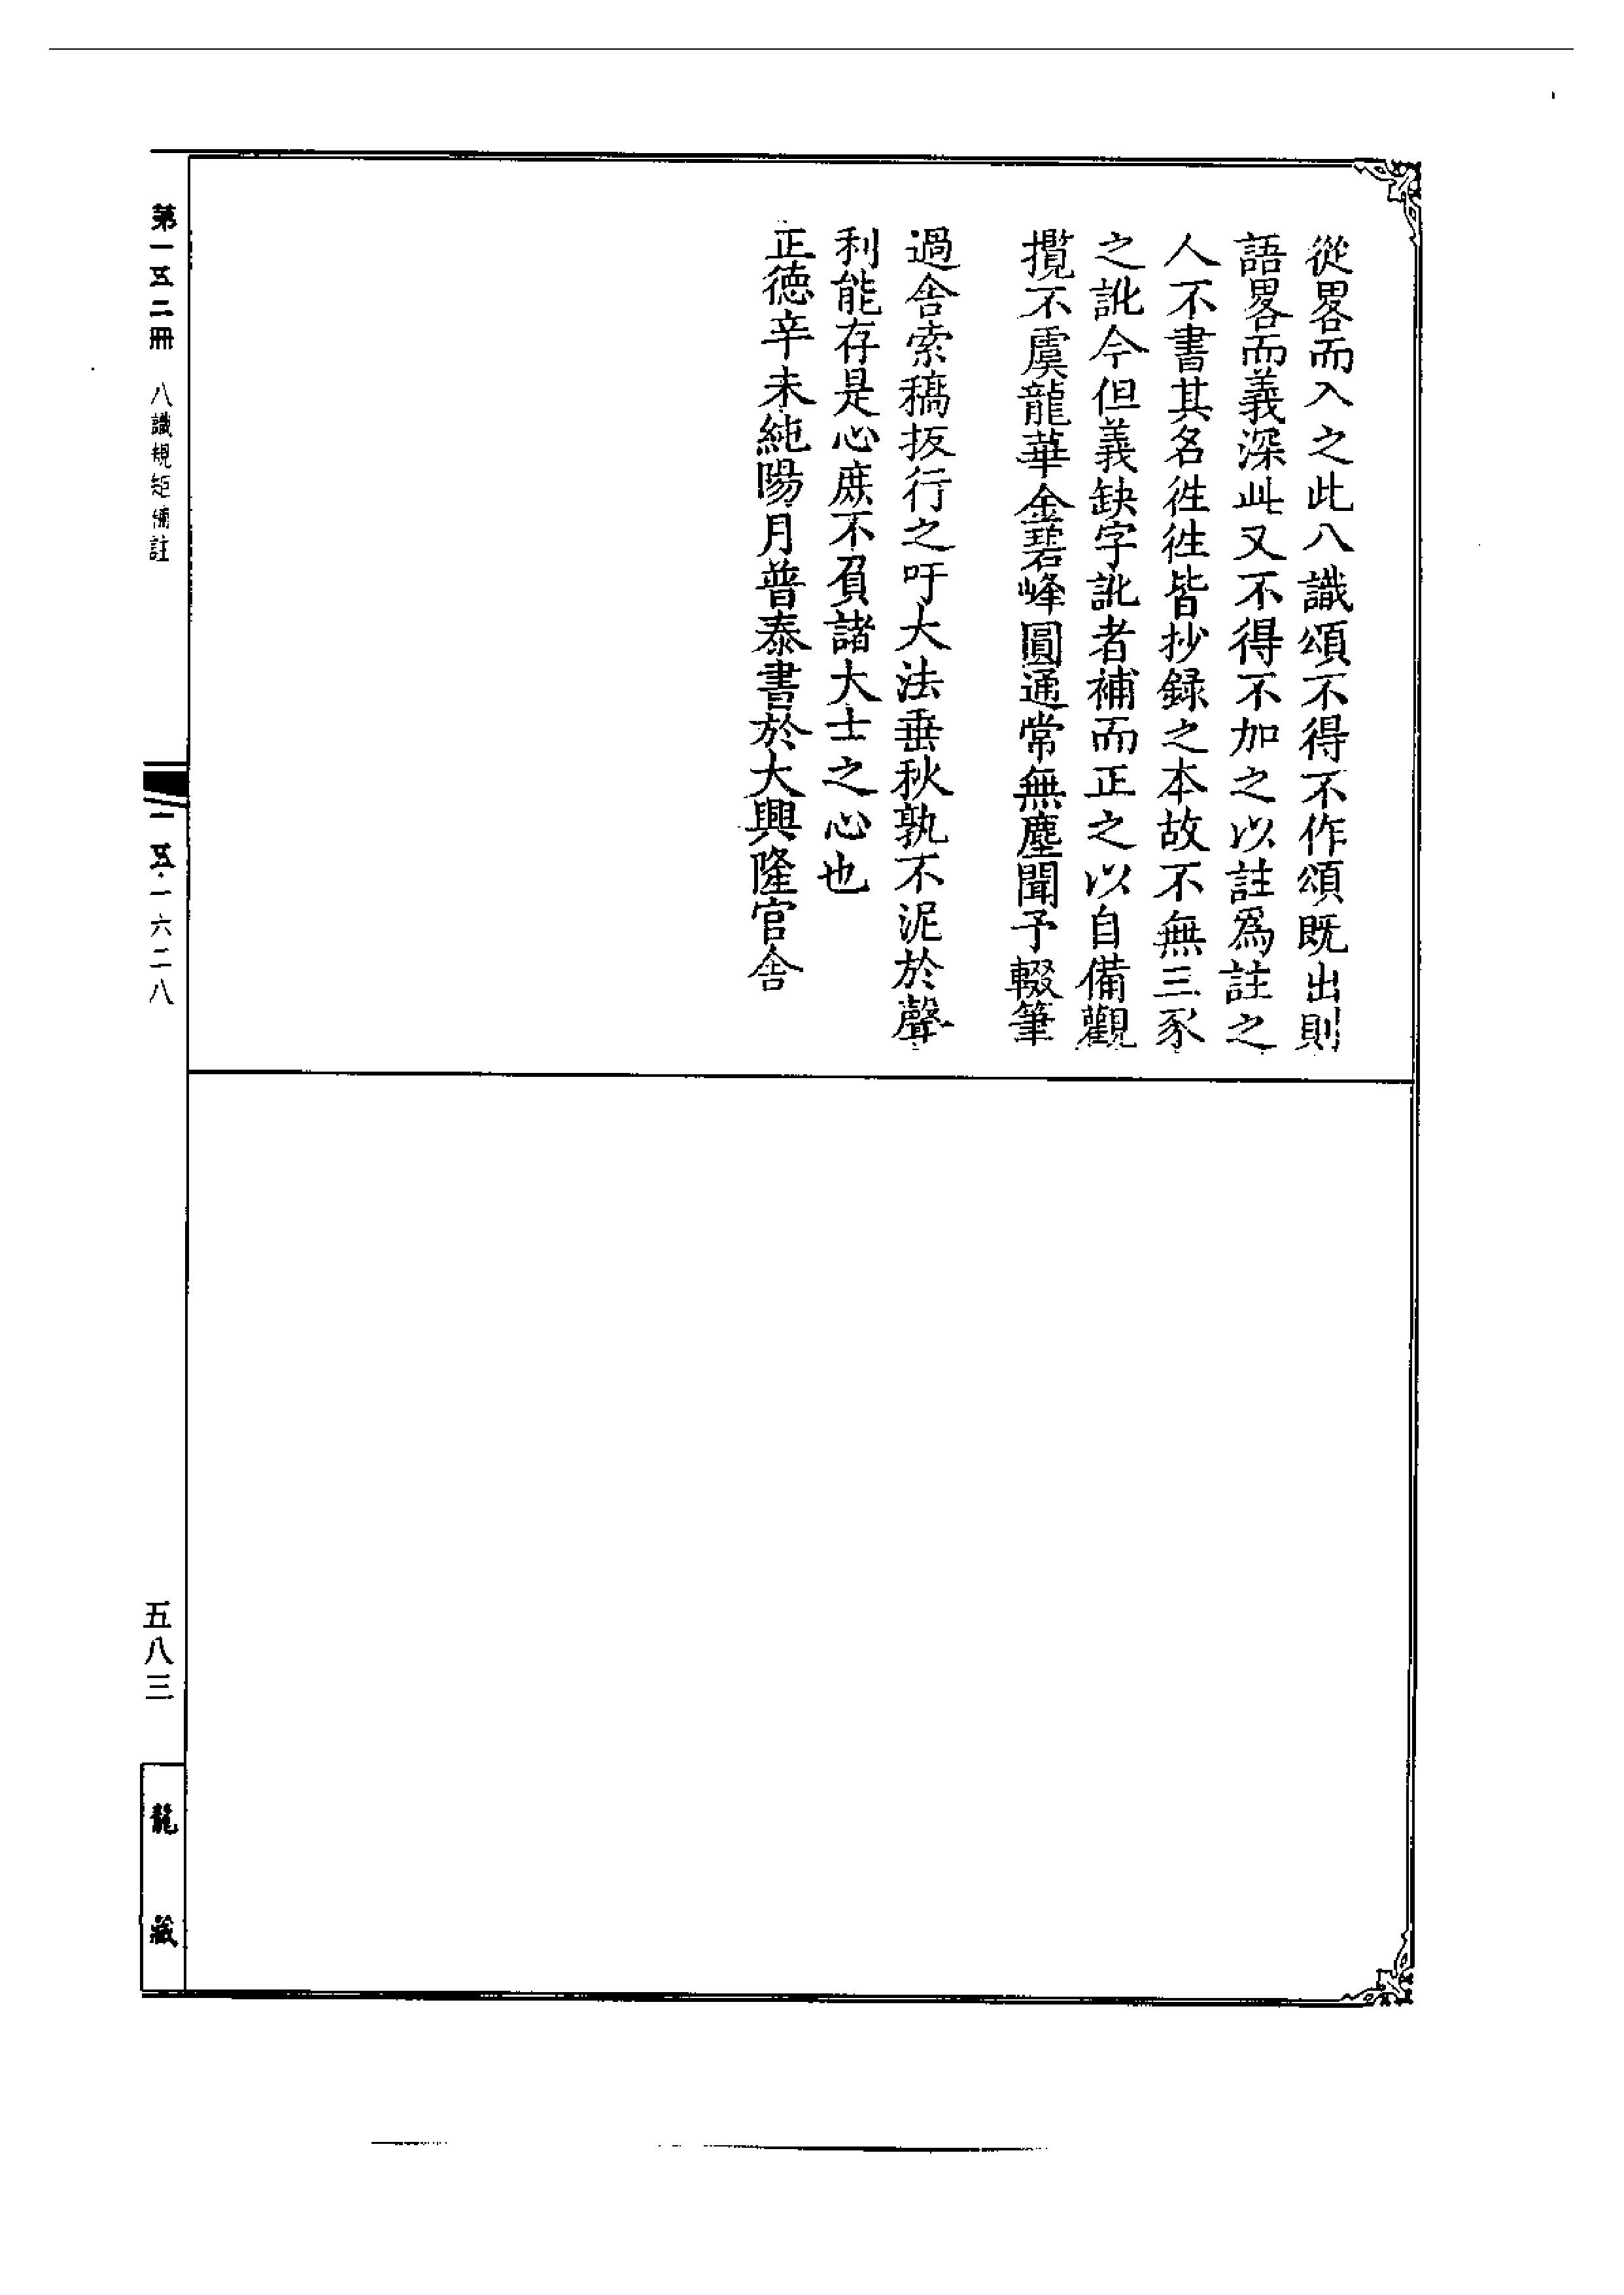 從畧而入之此八識頌不得不作頌既出則
語畧而義深此又不得不加之以註爲註之
人不書其名徃徃皆抄録之本故不無三豕
之訛今但義缺字訛者補而正之以自備觀
攬不虞龍華金碧峰圓通常無塵聞予輟筆
過舍索稿扳行之吁大法垂秋孰不泥於聲
利能存是心庶不負諸大士之心也
正德辛未純陽月普泰書於大興隆官舍
第一五二冊 八識規矩補註
一五·一六二八
五八三
龍藏